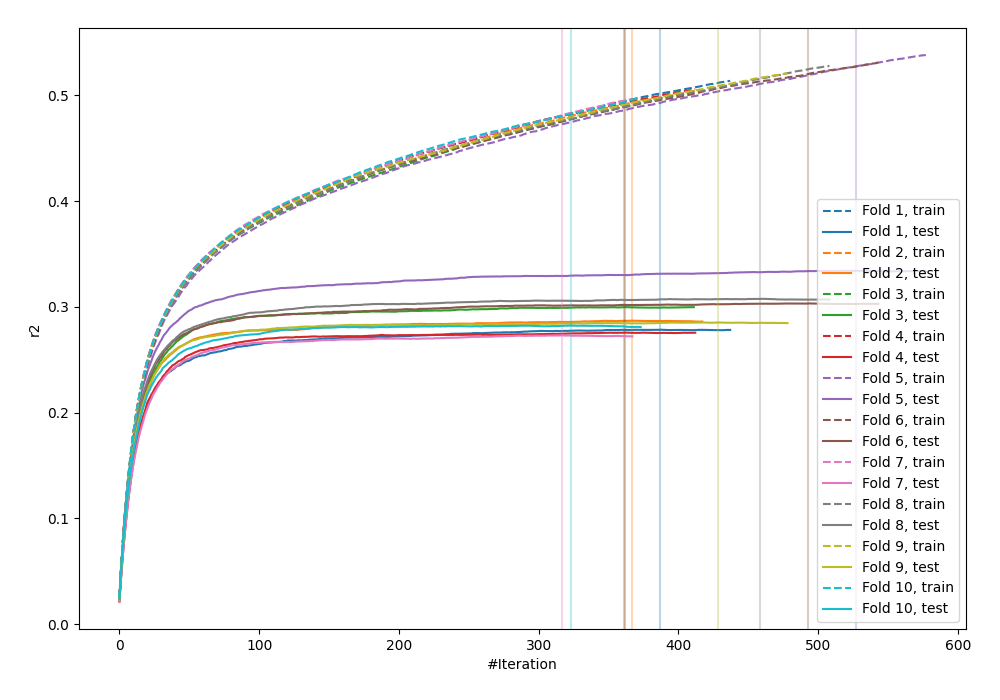 0.5
0.4
0.3
0.2
0.1
0.0
r2
0 100 200 300 400 500 600
#Iteration
Fold 1, train
Fold 1, test
Fold 2, train
Fold 2, test
Fold 3, train
Fold 3, test
Fold 4, train
Fold 4, test
Fold 5, train
Fold 5, test
Fold 6, train
Fold 6, test
Fold 7, train
Fold 7, test
Fold 8, train
Fold 8, test
Fold 9, train
Fold 9, test
Fold 10, train
Fold 10, test